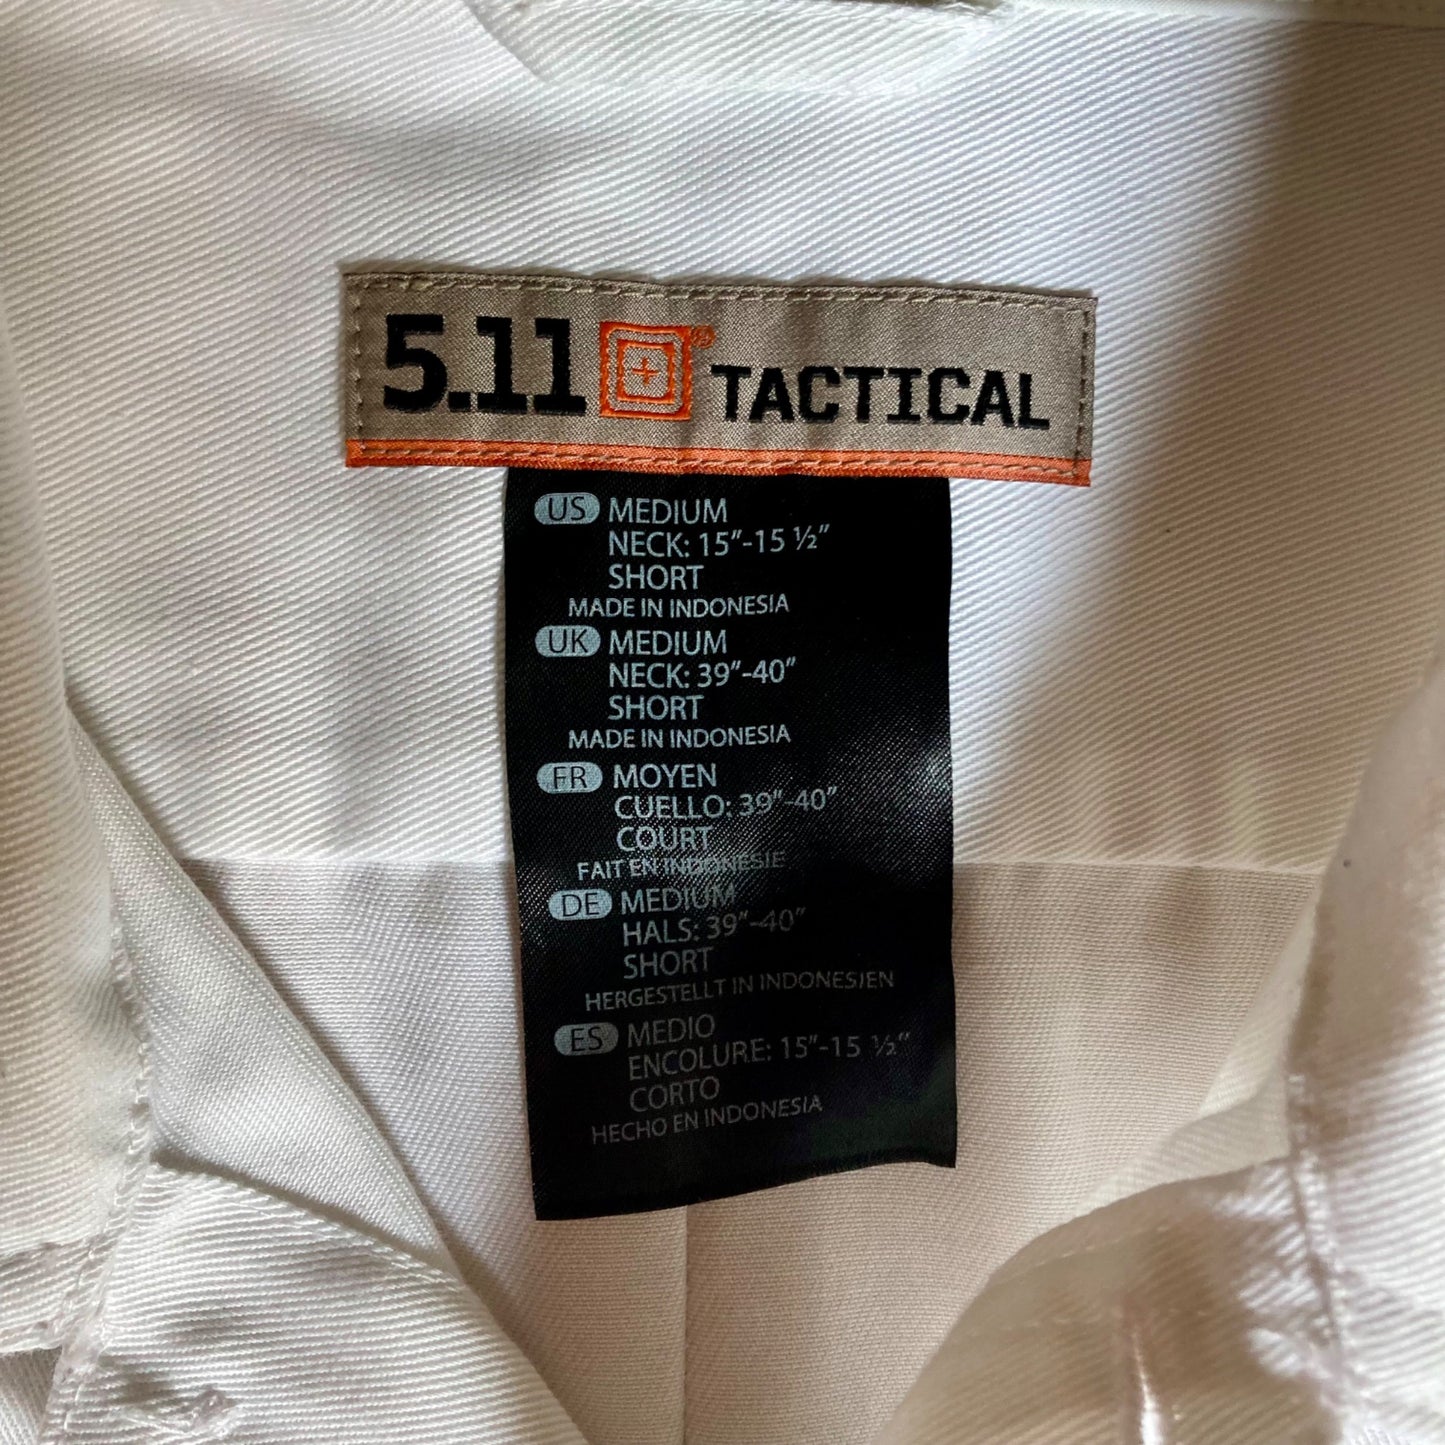 5.11® TACTICAL
US MEDIUM
NECK: 15”-15 ½”
SHORT
MADE IN INDONESIA
UK MEDIUM
NECK: 39”-40”
SHORT
MADE IN INDONESIA
FR MOYEN
CUELLO: 39”-40”
COURT
FAIT EN INDONESIE
DE MEDIUM
HALS: 39”-40”
SHORT
HERGESTELLT IN INDONESIEN
ES MEDIO
ENCOLURE: 15”-15 ½”
CORTO
HECHO EN INDONESIA